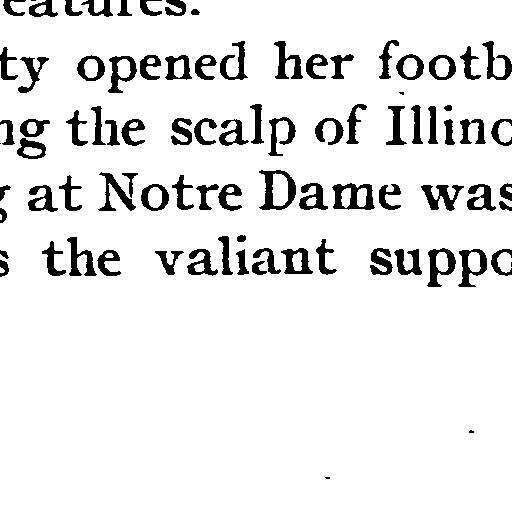 eatures.
ty opened her footb
ng the scalp of Illino
g at Notre Dame was
s the valiant suppo